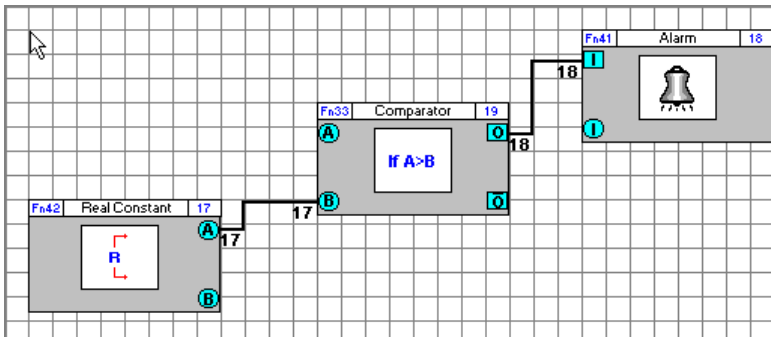 Fn41 Alarm 18
I
18
I
Fn33 Comparator 19
A O
18
If A>B
B O
17
Fn42 Real Constant 17
A
17
R
B